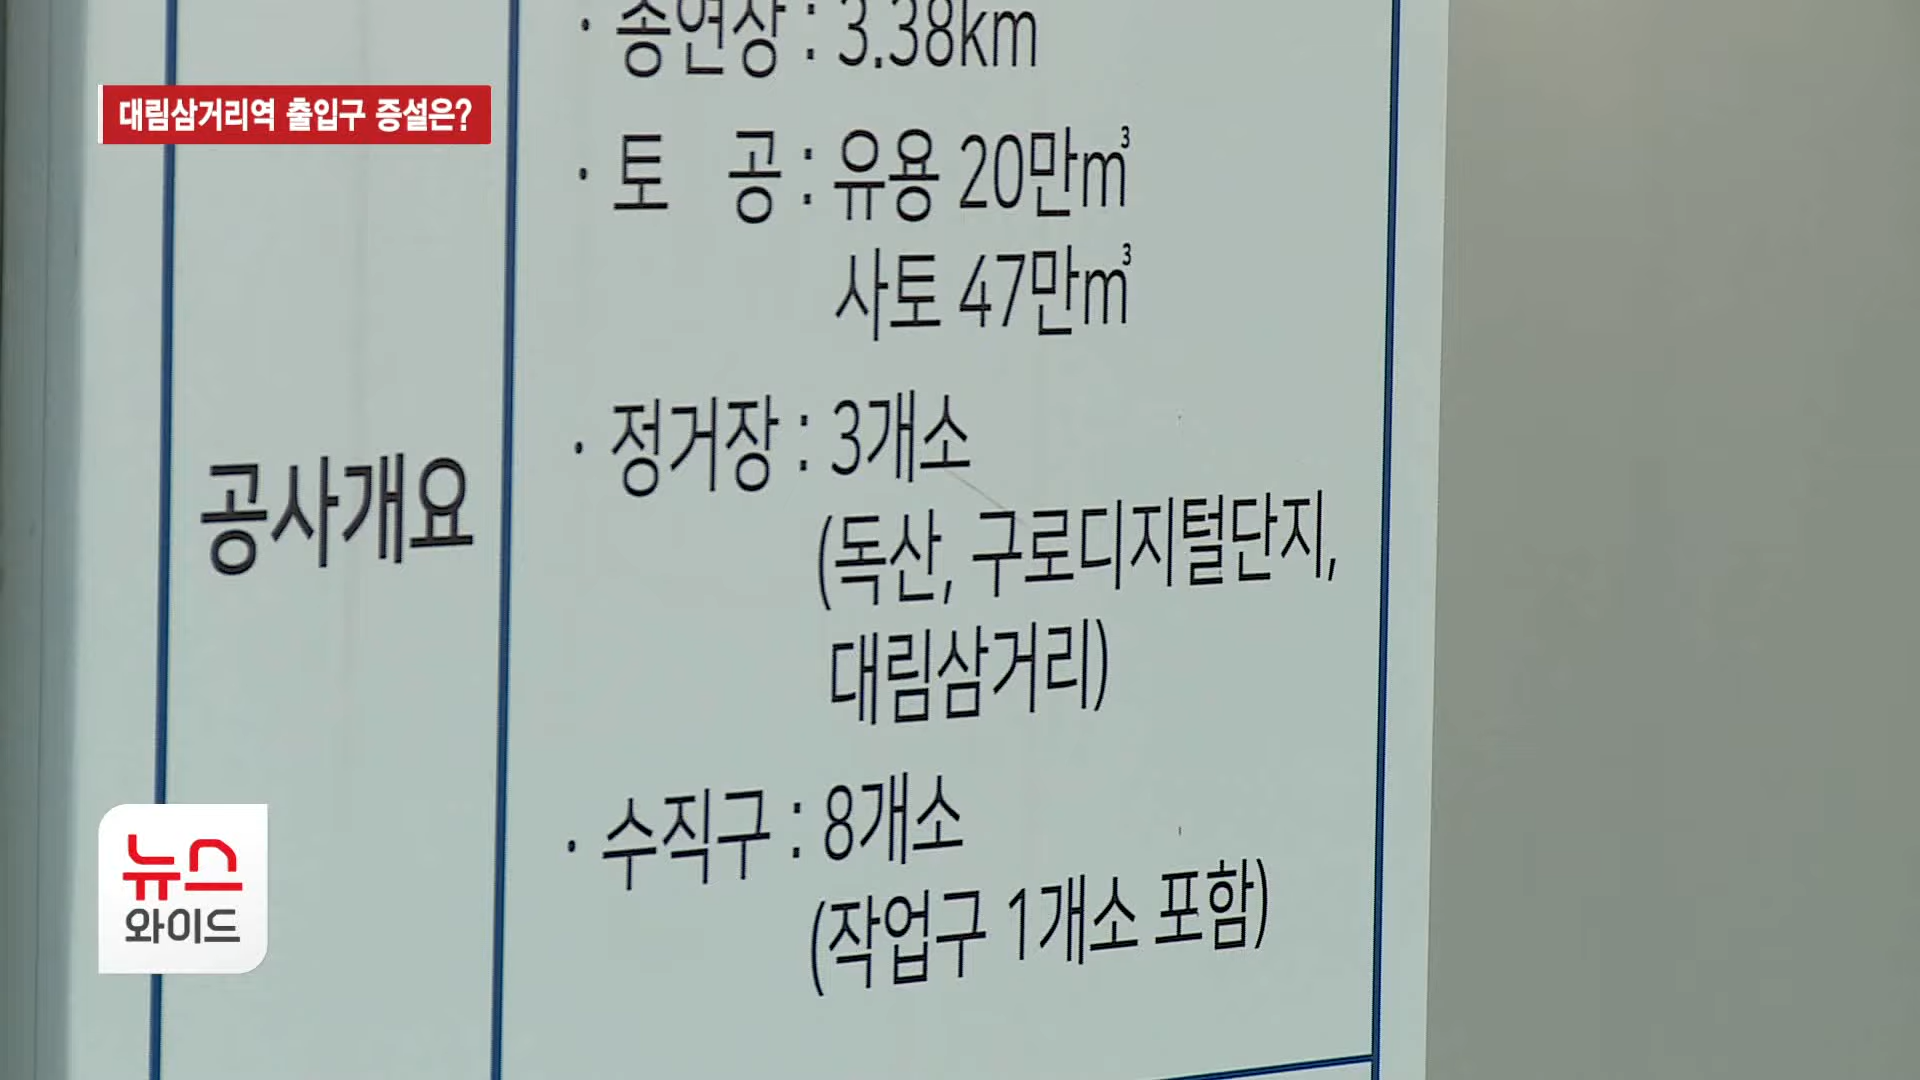 · 총연장 : 3.38km
대림삼거리역 출입구 증설은?
· 토 공 : 유용 20만㎥
사토 47만㎥
· 정거장 : 3개소
(독산, 구로디지털단지,
대림삼거리)
공사개요
· 수직구 : 8개소
(작업구 1개소 포함)
뉴스
와이드